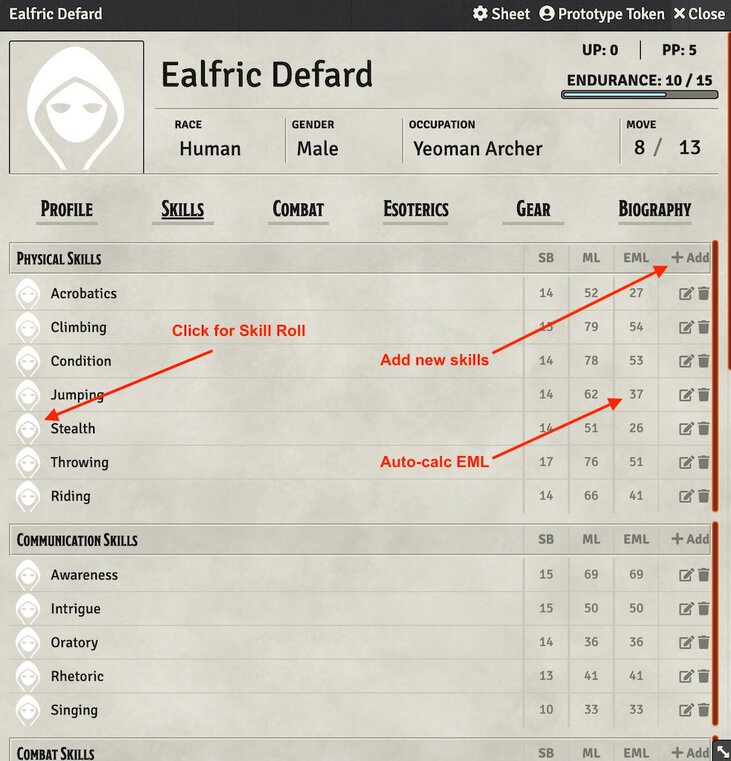 Ealfric Defard Sheet Prototype Token Close
UP: 0 PP: 5
Ealfric Defard
ENDURANCE: 10 / 15
RACE GENDER OCCUPATION MOVE
Human Male Yeoman Archer 8 / 13
PROFILE SKILLS COMBAT ESOTERICS GEAR BIOGRAPHY
PHYSICAL SKILLS SB ML EML + Add
Acrobatics 14 52 27
Climbing 15 79 54
Click for Skill Roll
Condition 14 78 53
Add new skills
Jumping 14 62 37
Stealth 14 51 26
Throwing 17 76 51
Auto-calc EML
Riding 14 66 41
COMMUNICATION SKILLS SB ML EML + Add
Awareness 15 69 69
Intrigue 15 50 50
Oratory 14 36 36
Rhetoric 13 41 41
Singing 10 33 33
COMBAT SKILLS SB ML EML + Add